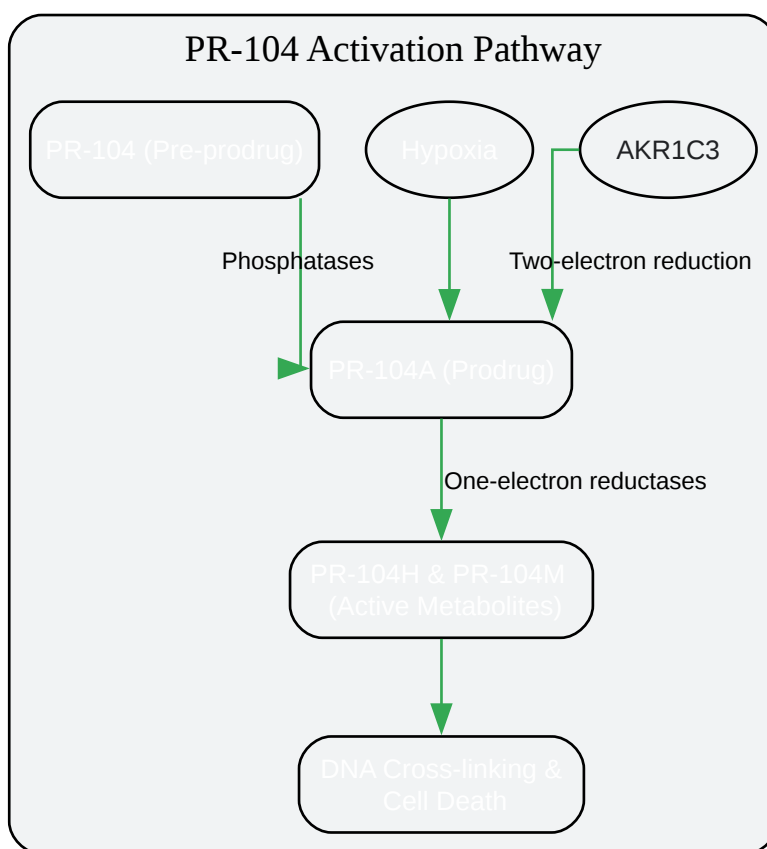 PR-104 Activation Pathway
PR-104 (Pre-prodrug)
Hypoxia
AKR1C3
Phosphatases
Two-electron reduction
PR-104A (Prodrug)
One-electron reductases
PR-104H & PR-104M
(Active Metabolites)
DNA Cross-linking &
Cell Death